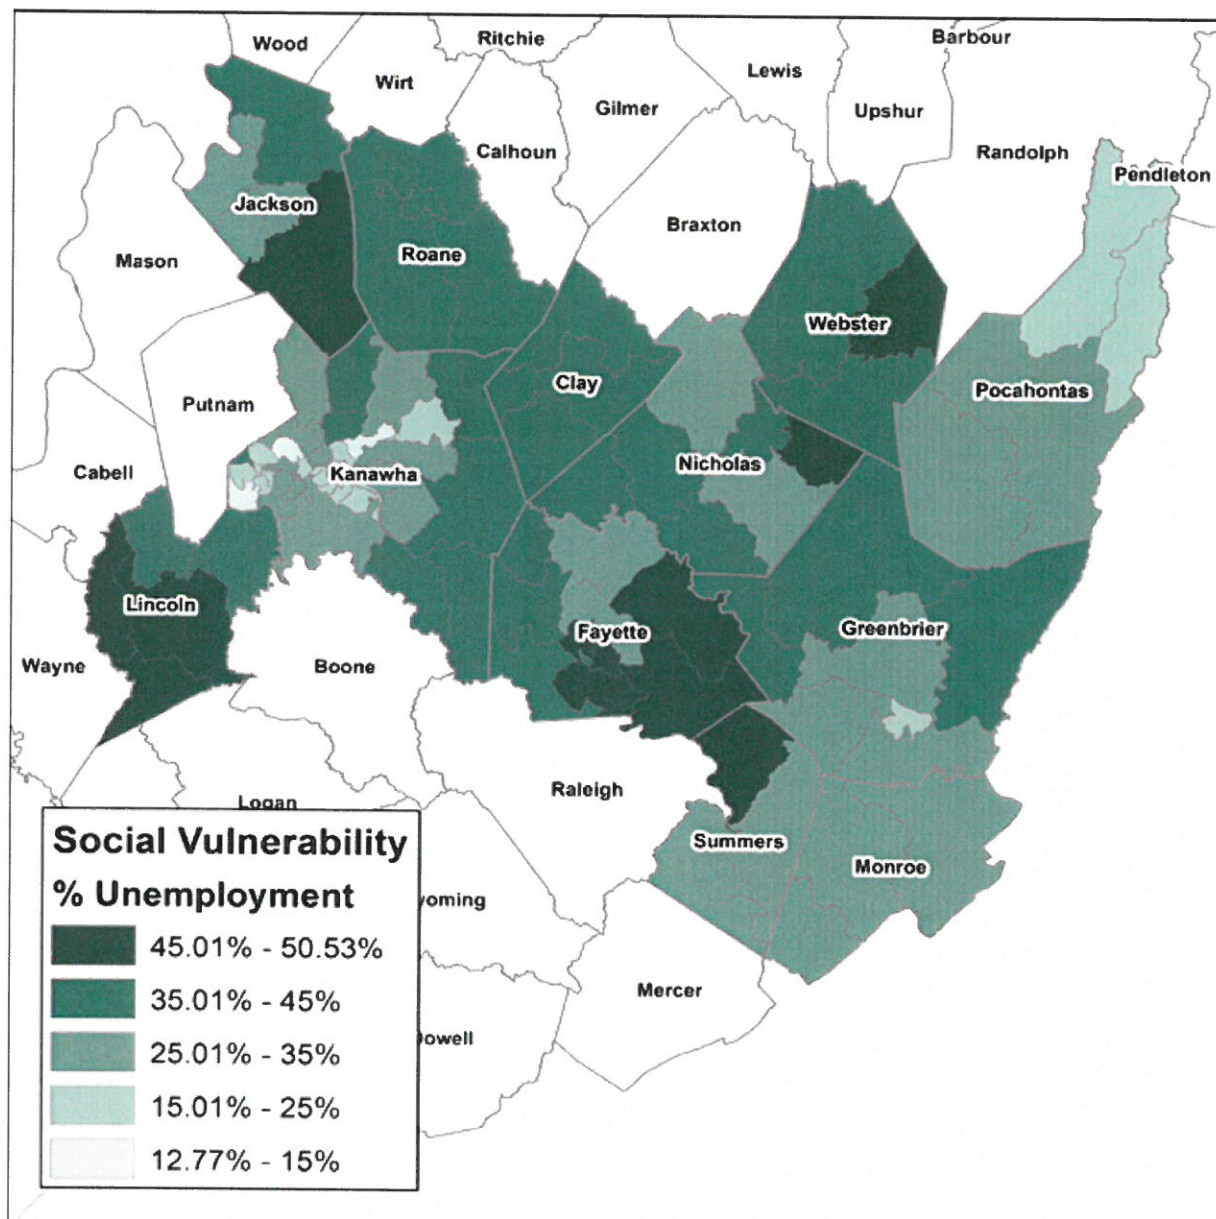 Wood
Ritchie
Barbour
Wirt
Lewis
Gilmer
Upshur
Calhoun
Randolph
Pendleton
Jackson
Braxton
Mason
Roane
Webster
Clay
Pocahontas
Putnam
Nicholas
Cabell
Kanawha
Lincoln
Fayette
Greenbrier
Wayne
Boone
Raleigh
Logan
Summers
Monroe
Social Vulnerability
% Unemployment
yoming
45.01% - 50.53%
35.01% - 45%
Mercer
25.01% - 35%
Dowell
15.01% - 25%
12.77% - 15%